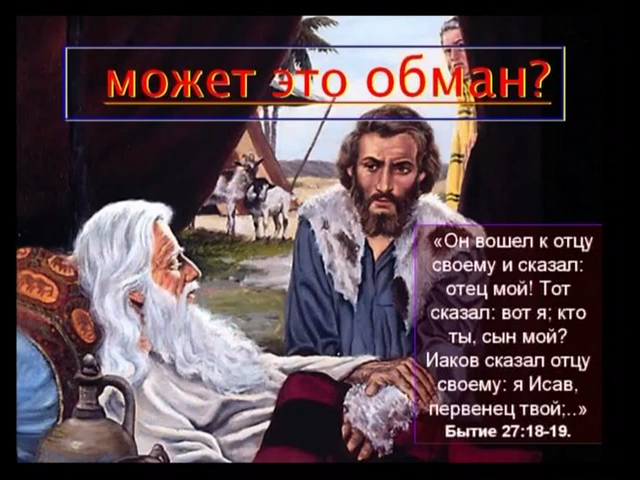 может это обман?
«Он вошел к отцу
своему и сказал:
отец мой! Тот
сказал: вот я; кто
ты, сын мой?
Иаков сказал отцу
своему: я Исав,
первенец твой;..»
Бытие 27:18-19.